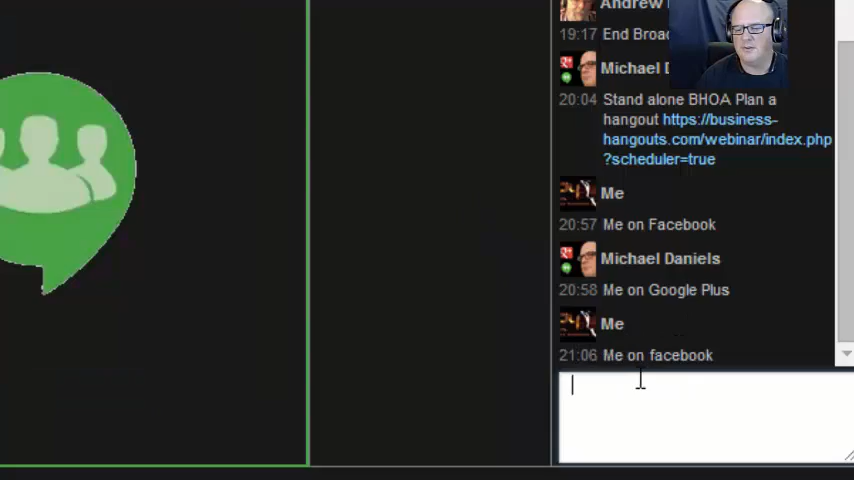 Andrew
19:17 End Broad
Michael D
20:04 Stand alone BHOA Plan a
hangout https://business-
hangouts.com/webinar/index.php
?scheduler=true
Me
20:57 Me on Facebook
Michael Daniels
20:58 Me on Google Plus
Me
21:06 Me on facebook